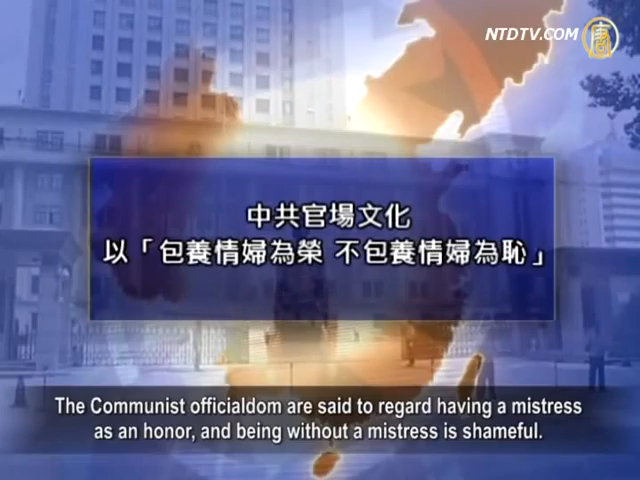 NTDTV.COM
中共官場文化
以「包養情婦為榮 不包養情婦為恥」
The Communist officialdom are said to regard having a mistress
as an honor, and being without a mistress is shameful.